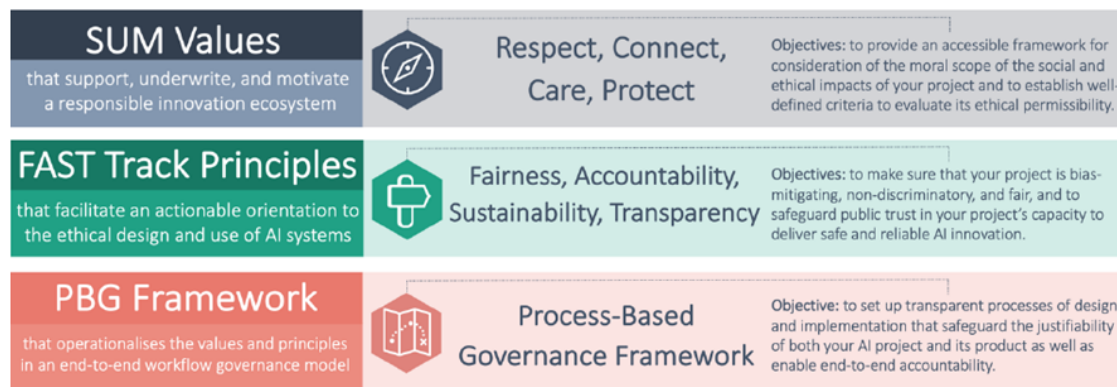 SUM Values
that support, underwrite, and motivate
a responsible innovation ecosystem
Respect, Connect,
Care, Protect
Objectives: to provide an accessible framework for
consideration of the moral scope of the social and
ethical impacts of your project and to establish well-
defined criteria to evaluate its ethical permissibility.
FAST Track Principles
that facilitate an actionable orientation to
the ethical design and use of AI systems
Fairness, Accountability,
Sustainability, Transparency
Objectives: to make sure that your project is bias-
mitigating, non-discriminatory, and fair, and to
safeguard public trust in your project's capacity to
deliver safe and reliable AI innovation.
PBG Framework
that operationalises the values and principles
in an end-to-end workflow governance model
Process-Based
Governance Framework
Objective: to set up transparent processes of design
and implementation that safeguard the justifiability
of both your AI project and its product as well as
enable end-to-end accountability.